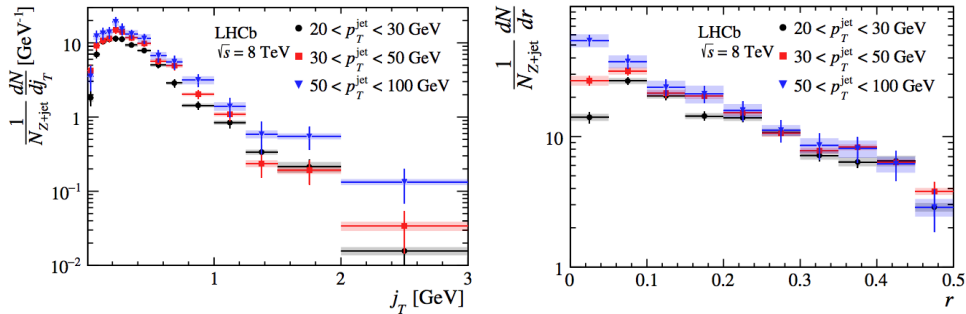 LHCb
√s = 8 TeV
20 < p_T^jet < 30 GeV
30 < p_T^jet < 50 GeV
50 < p_T^jet < 100 GeV
1/N_{Z+jet} dN/dj_T [GeV⁻¹]
10
1
10⁻¹
10⁻²
1 2 3
j_T [GeV]
LHCb
√s = 8 TeV
20 < p_T^jet < 30 GeV
30 < p_T^jet < 50 GeV
50 < p_T^jet < 100 GeV
1/N_{Z+jet} dN/dr
10
1
0 0.1 0.2 0.3 0.4 0.5
r